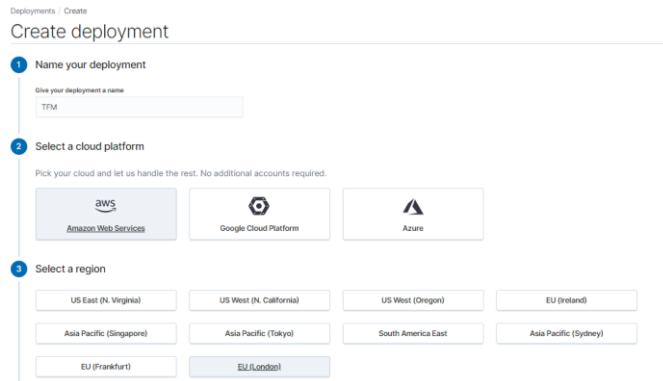 Deployments / Create
Create deployment
1 Name your deployment
Give your deployment a name
TFM
2 Select a cloud platform
Pick your cloud and let us handle the rest. No additional accounts required.
aws
Amazon Web Services Google Cloud Platform Azure
3 Select a region
US East (N. Virginia) US West (N. California) US West (Oregon) EU (Ireland)
Asia Pacific (Singapore) Asia Pacific (Tokyo) South America East Asia Pacific (Sydney)
EU (Frankfurt) EU (London)